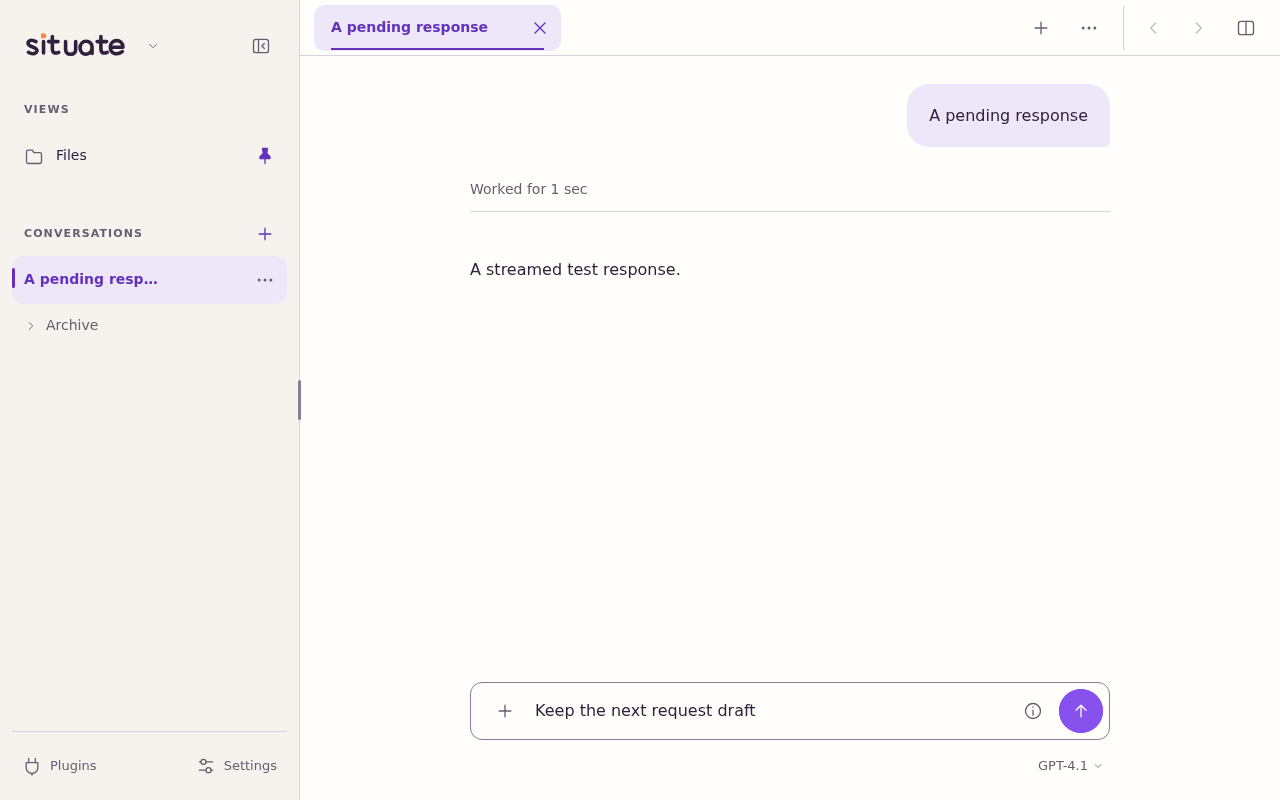 situate
VIEWS
Files
CONVERSATIONS
A pending resp...
Archive
Plugins
Settings
A pending response
A pending response
Worked for 1 sec
A streamed test response.
Keep the next request draft
GPT-4.1